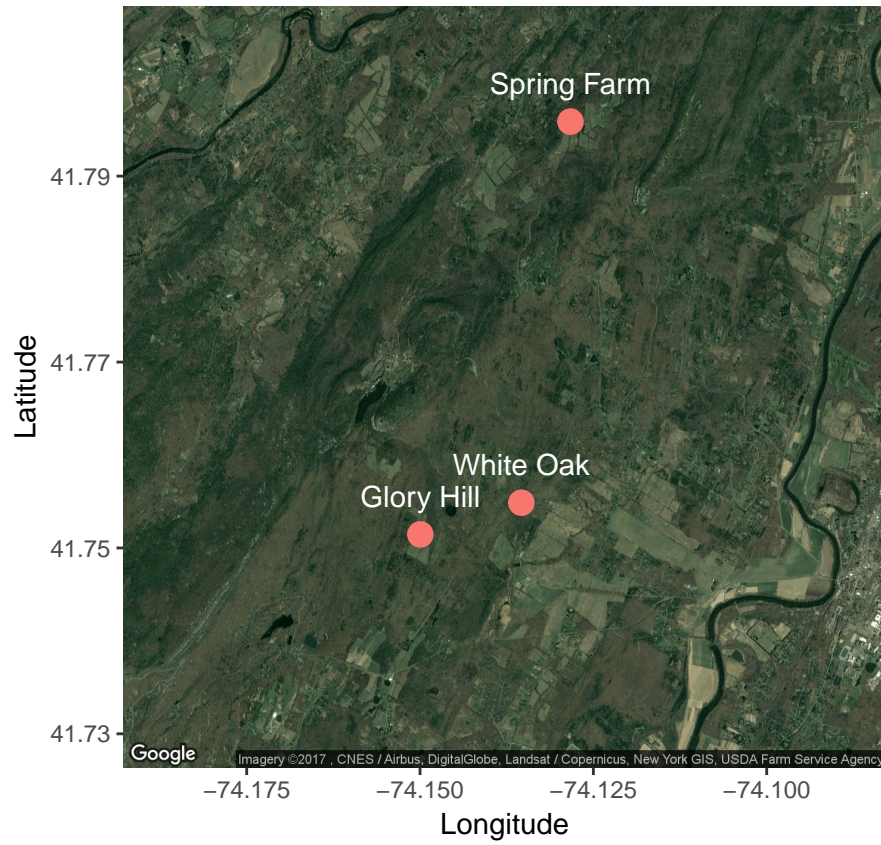 Spring Farm
41.79
41.77
White Oak
Glory Hill
41.75
41.73
Latitude
Google
Imagery ©2017 , CNES / Airbus, DigitalGlobe, Landsat / Copernicus, New York GIS, USDA Farm Service Agency
−74.175
−74.150
−74.125
−74.100
Longitude